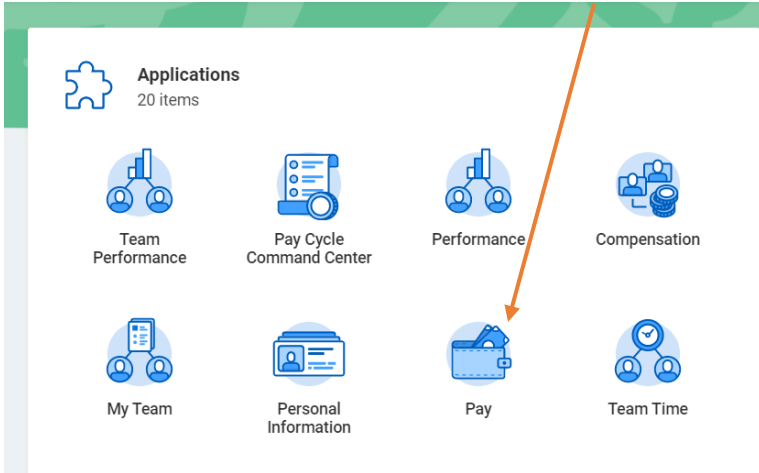 Applications
20 items
Team
Performance
Pay Cycle
Command Center
Performance
Compensation
My Team
Personal
Information
Pay
Team Time